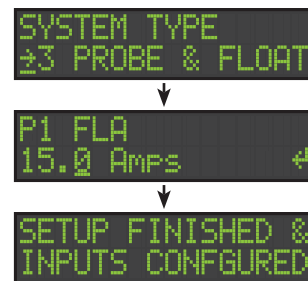 SYSTEM TYPE
→3 PROBE & FLOAT
P1 FLA
15.0 Amps ↵
SETUP FINISHED &
INPUTS CONFGURED